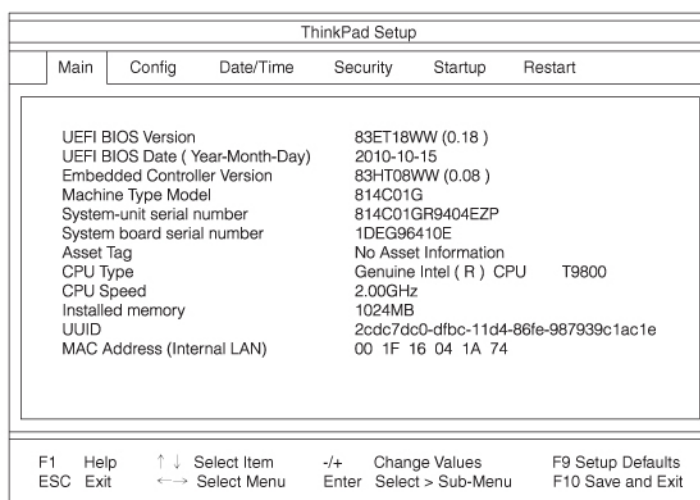 ThinkPad Setup
Main Config Date/Time Security Startup Restart
UEFI BIOS Version 83ET18WW (0.18 )
UEFI BIOS Date ( Year-Month-Day) 2010-10-15
Embedded Controller Version 83HT08WW (0.08 )
Machine Type Model 814C01G
System-unit serial number 814C01GR9404EZP
System board serial number 1DEG96410E
Asset Tag No Asset Information
CPU Type Genuine Intel ( R ) CPU T9800
CPU Speed 2.00GHz
Installed memory 1024MB
UUID 2cdc7dc0-dfbc-11d4-86fe-987939c1ac1e
MAC Address (Internal LAN) 00 1F 16 04 1A 74
F1 Help ↑ ↓ Select Item -/+ Change Values F9 Setup Defaults
ESC Exit ←→ Select Menu Enter Select > Sub-Menu F10 Save and Exit